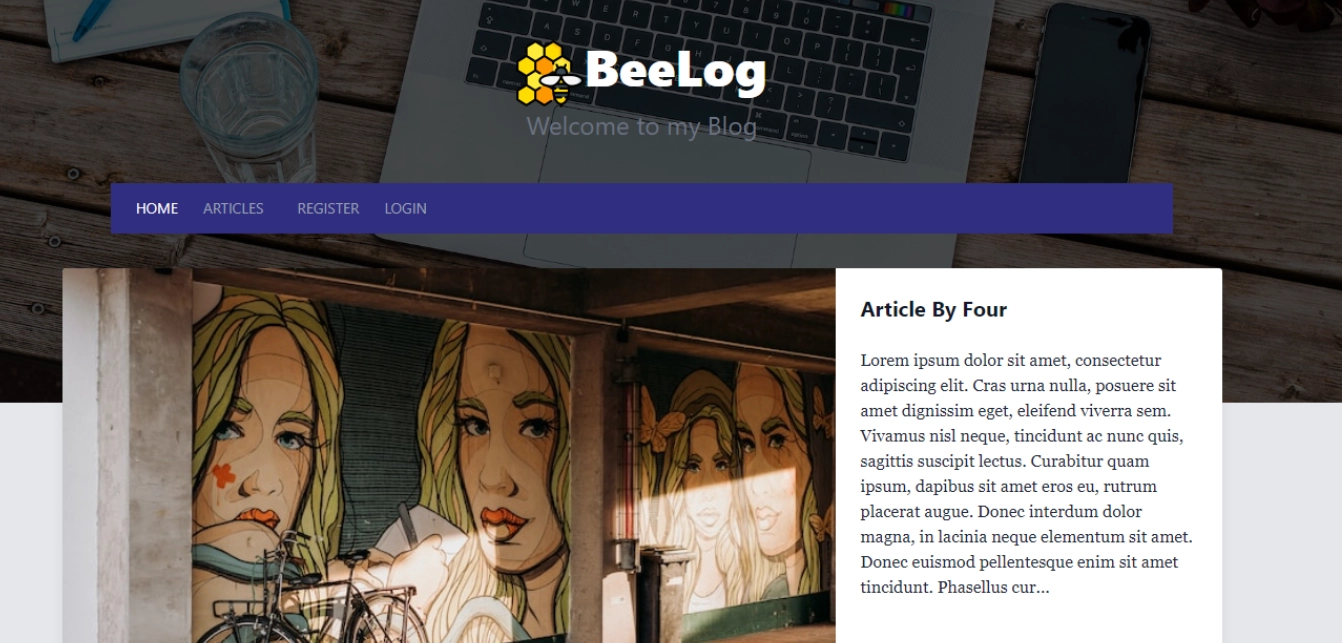 BeeLog
Welcome to my Blog
HOME ARTICLES REGISTER LOGIN
Article By Four
Lorem ipsum dolor sit amet, consectetur
adipiscing elit. Cras urna nulla, posuere sit
amet dignissim eget, eleifend viverra sem.
Vivamus nisl neque, tincidunt ac nunc quis,
sagittis suscipit lectus. Curabitur quam
ipsum, dapibus sit amet eros eu, rutrum
placerat augue. Donec interdum dolor
magna, in lacinia neque elementum sit amet.
Donec euismod pellentesque enim sit amet
tincidunt. Phasellus cur...